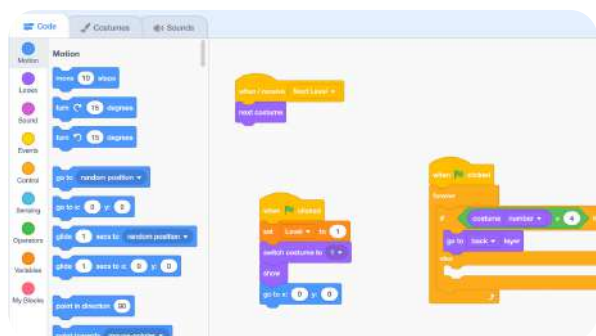 Code Costumes Sounds
Motion
Looks
Sound
Events
Control
Sensing
Operators
Variables
My Blocks
Motion
move 10 steps
turn 15 degrees
turn 15 degrees
go to random position
go to x: 0 y: 0
glide 1 secs to random position
glide 1 secs to x: 0 y: 0
point in direction 90
point towards
when I receive Next Level
next costume
when clicked
set Level to 1
switch costume to 1
show
go to x: 0 y: 0
when clicked
forever
if costume number
4
go to back layer
else